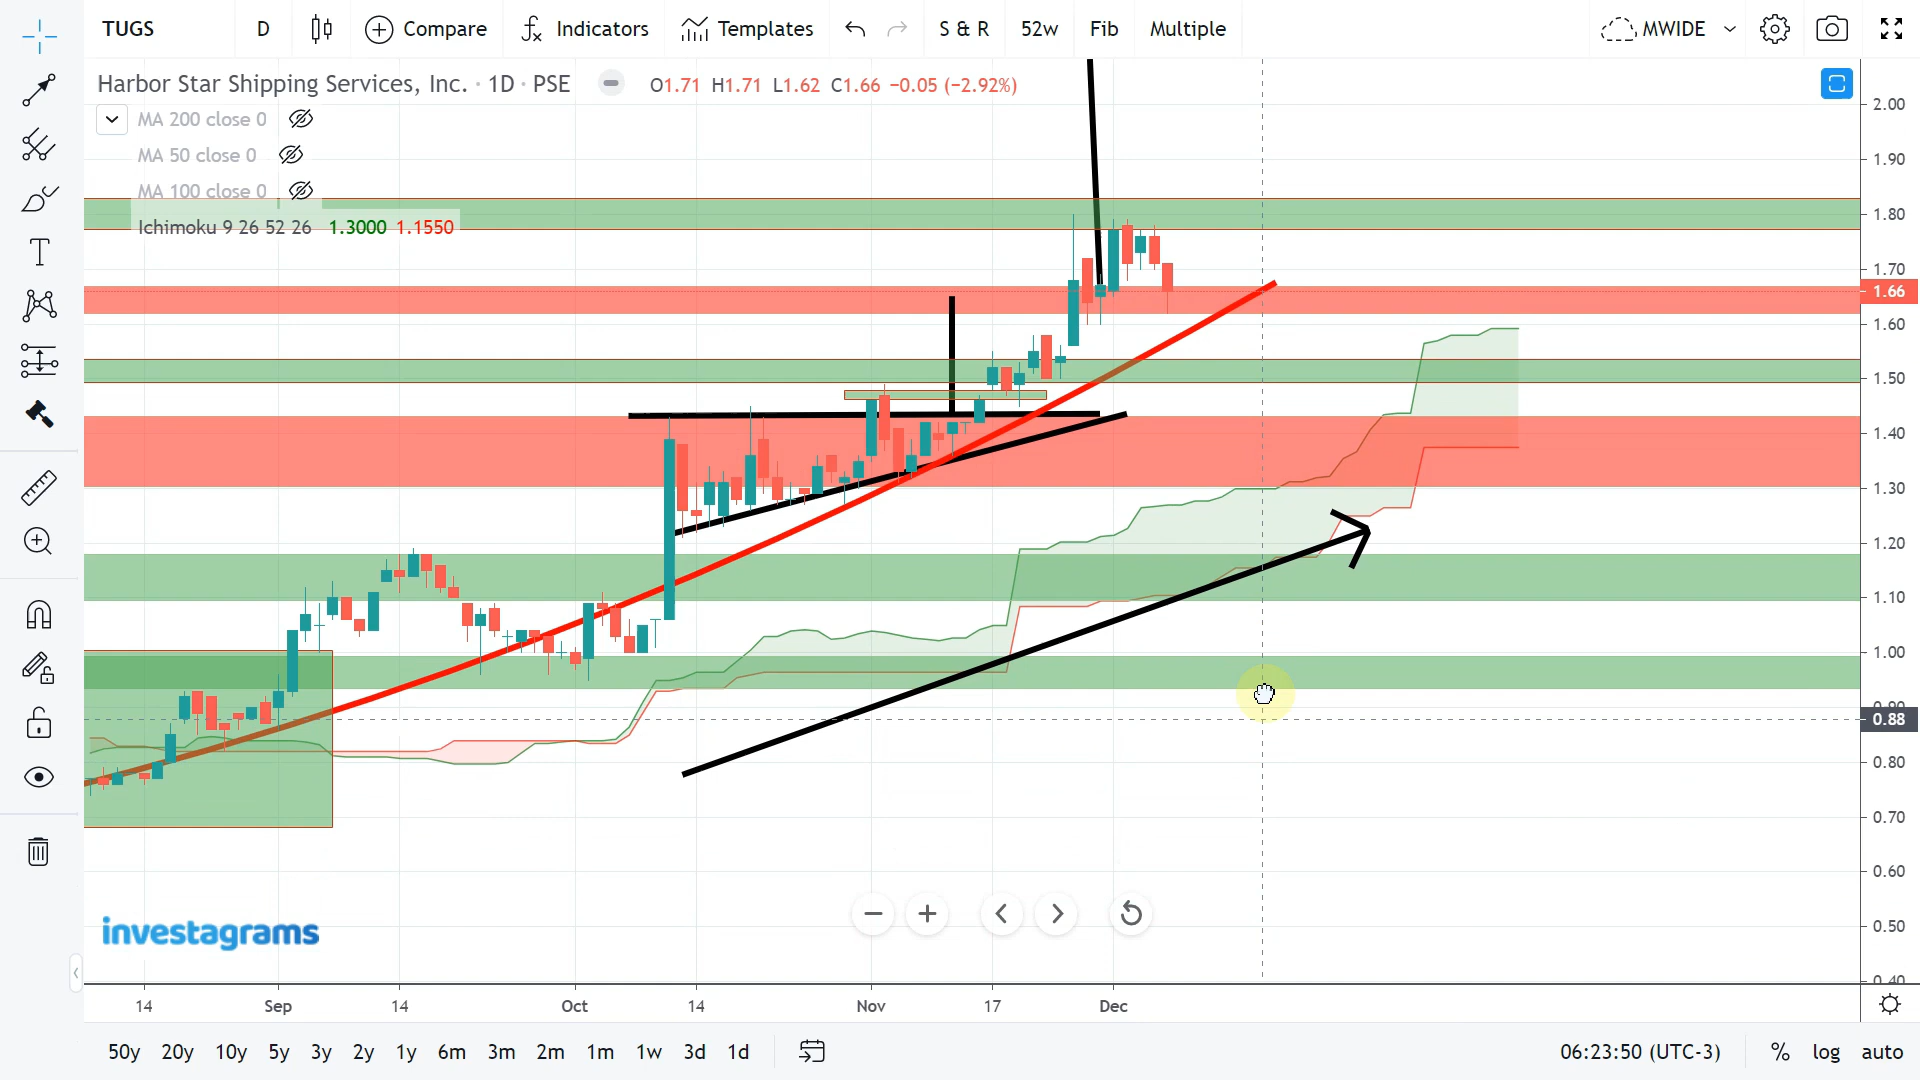 TUGS D Compare Indicators Templates S & R 52w Fib Multiple MWIDE
Harbor Star Shipping Services, Inc. · 1D · PSE O1.71 H1.71 L1.62 C1.66 −0.05 (−2.92%)
MA 200 close 0
MA 50 close 0
MA 100 close 0
Ichimoku 9 26 52 26 1.3000 1.1550
2.00
1.90
1.80
1.70
1.66
1.60
1.50
1.40
1.30
1.20
1.10
1.00
0.90
0.88
0.80
0.70
0.60
0.50
0.40
investagrams
14 Sep 14 Oct 14 Nov 17 Dec
50y 20y 10y 5y 3y 2y 1y 6m 3m 2m 1m 1w 3d 1d 06:23:50 (UTC-3) % log auto